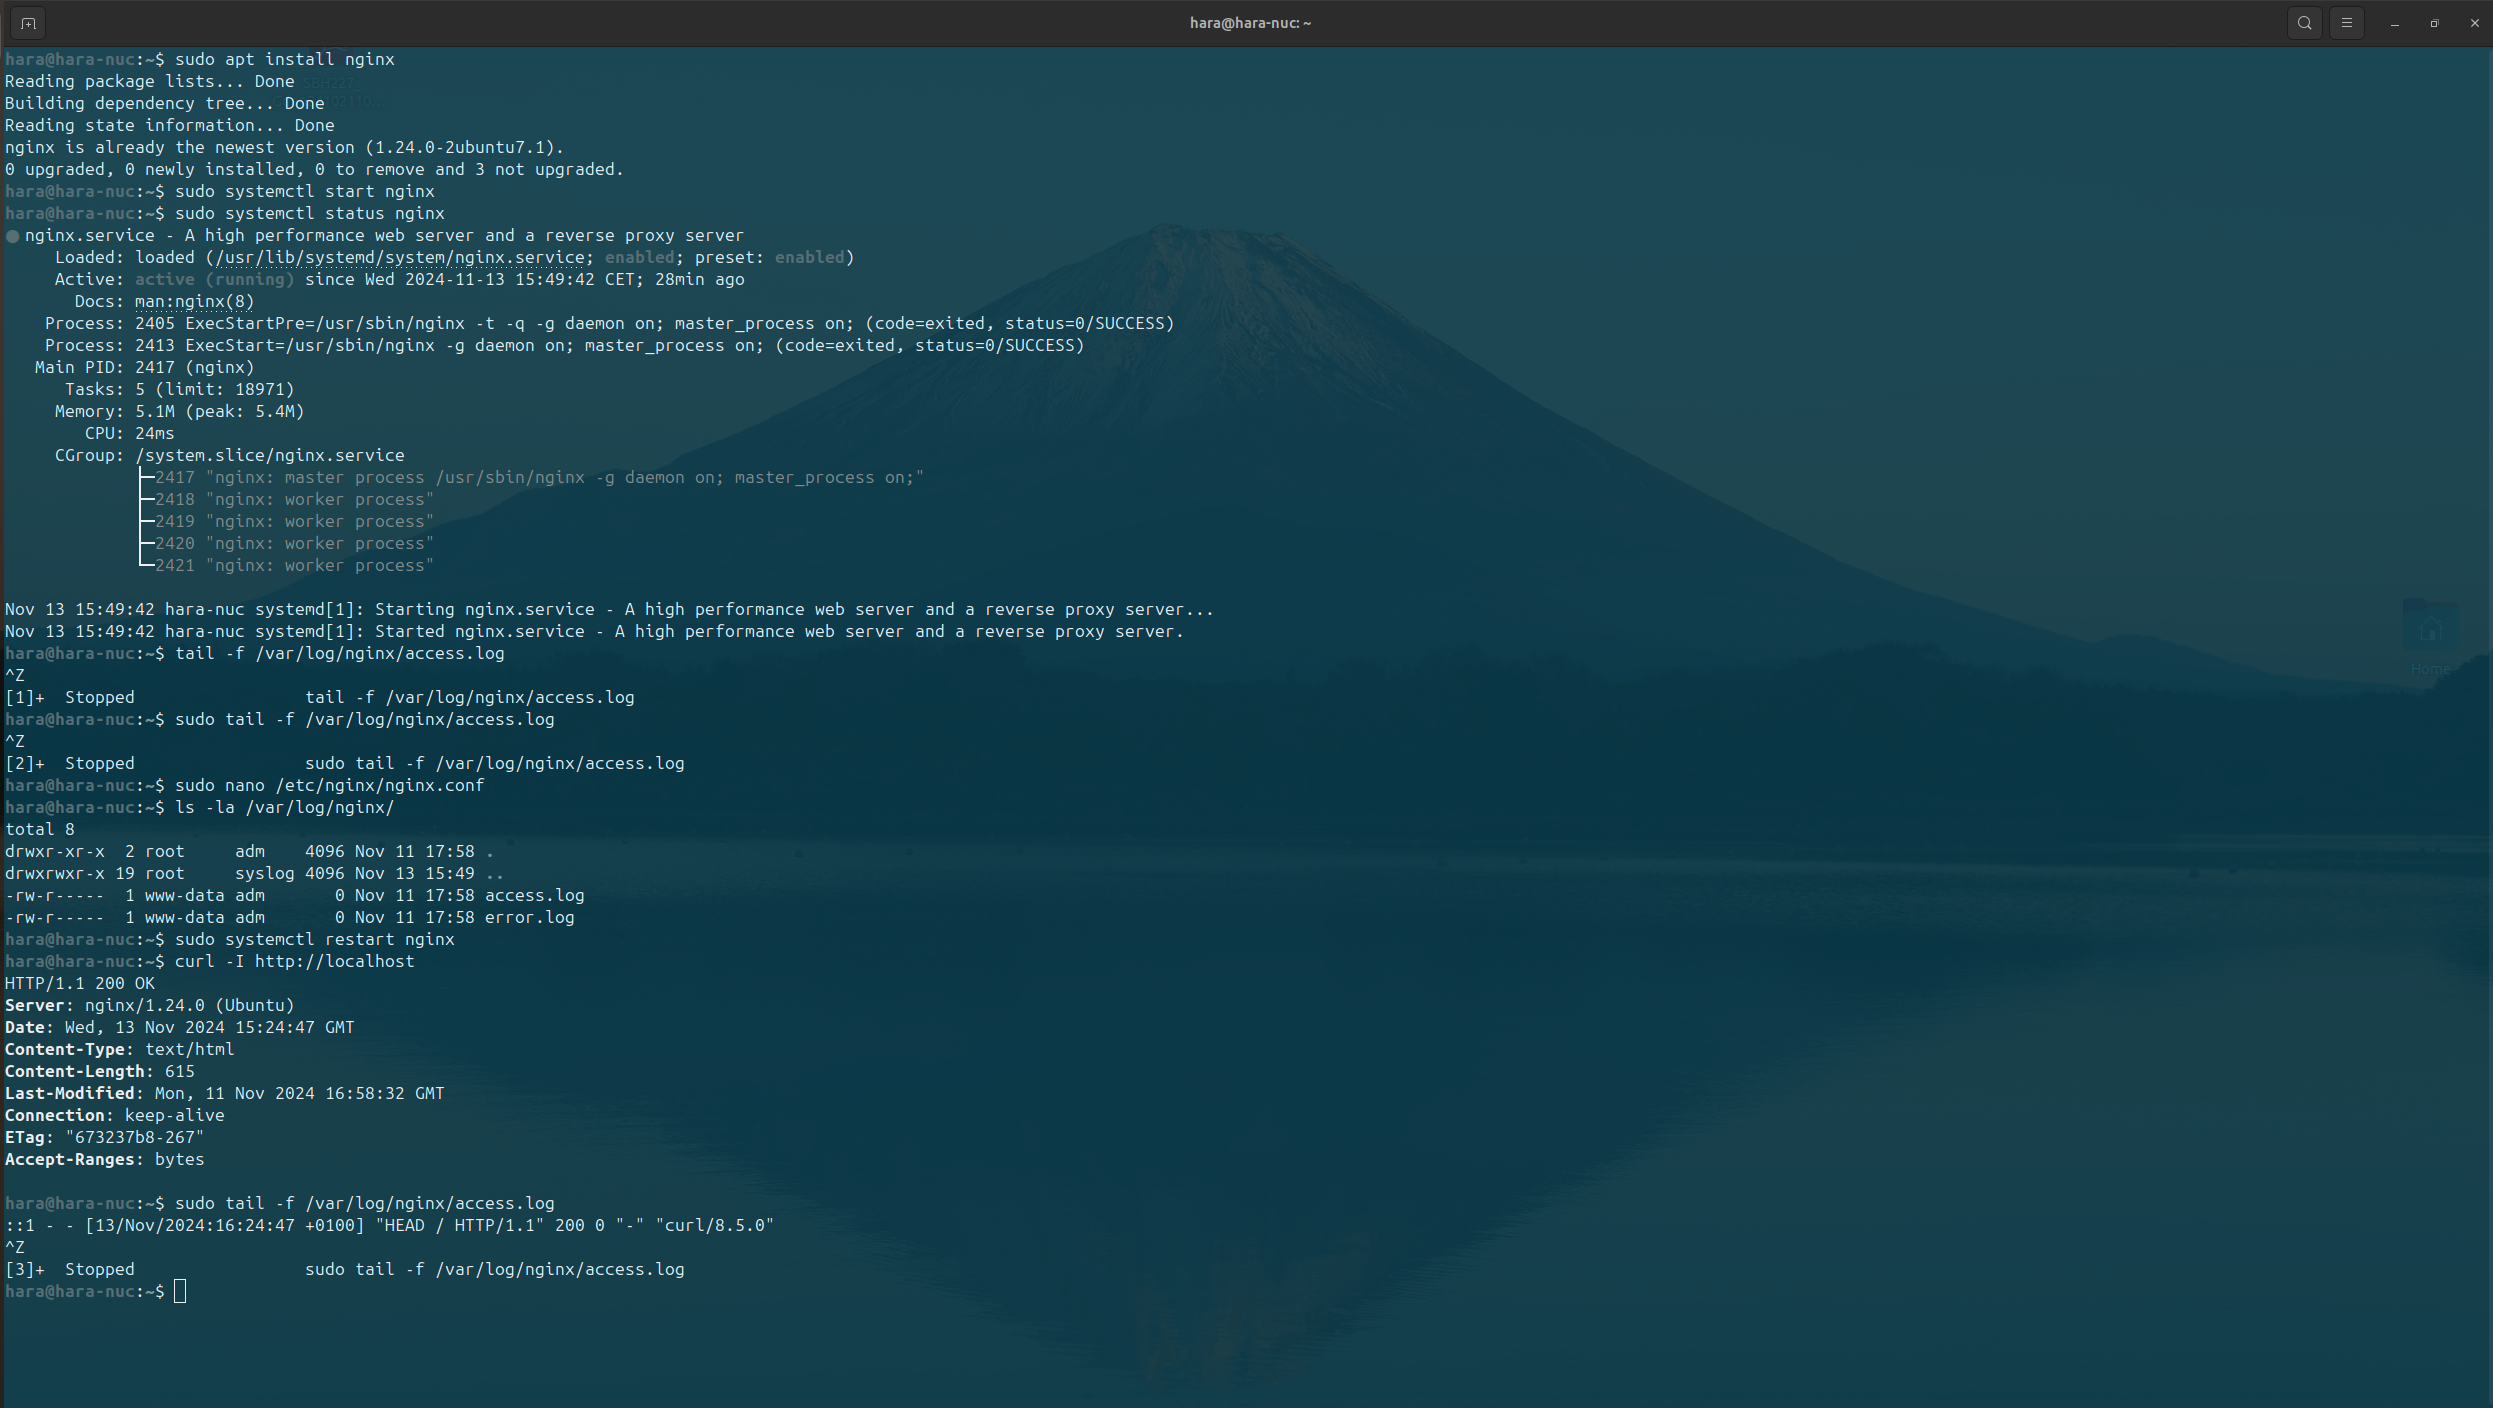 hara@hara-nuc: ~
hara@hara-nuc:~$ sudo apt install nginx
Reading package lists... Done
Building dependency tree... Done
Reading state information... Done
nginx is already the newest version (1.24.0-2ubuntu7.1).
0 upgraded, 0 newly installed, 0 to remove and 3 not upgraded.
hara@hara-nuc:~$ sudo systemctl start nginx
hara@hara-nuc:~$ sudo systemctl status nginx
● nginx.service - A high performance web server and a reverse proxy server
     Loaded: loaded (/usr/lib/systemd/system/nginx.service; enabled; preset: enabled)
     Active: active (running) since Wed 2024-11-13 15:49:42 CET; 28min ago
       Docs: man:nginx(8)
    Process: 2405 ExecStartPre=/usr/sbin/nginx -t -q -g daemon on; master_process on; (code=exited, status=0/SUCCESS)
    Process: 2413 ExecStart=/usr/sbin/nginx -g daemon on; master_process on; (code=exited, status=0/SUCCESS)
   Main PID: 2417 (nginx)
      Tasks: 5 (limit: 18971)
     Memory: 5.1M (peak: 5.4M)
        CPU: 24ms
     CGroup: /system.slice/nginx.service
             ├─2417 "nginx: master process /usr/sbin/nginx -g daemon on; master_process on;"
             ├─2418 "nginx: worker process"
             ├─2419 "nginx: worker process"
             ├─2420 "nginx: worker process"
             └─2421 "nginx: worker process"
Nov 13 15:49:42 hara-nuc systemd[1]: Starting nginx.service - A high performance web server and a reverse proxy server...
Nov 13 15:49:42 hara-nuc systemd[1]: Started nginx.service - A high performance web server and a reverse proxy server.
hara@hara-nuc:~$ tail -f /var/log/nginx/access.log
^Z
[1]+  Stopped                 tail -f /var/log/nginx/access.log
hara@hara-nuc:~$ sudo tail -f /var/log/nginx/access.log
^Z
[2]+  Stopped                 sudo tail -f /var/log/nginx/access.log
hara@hara-nuc:~$ sudo nano /etc/nginx/nginx.conf
hara@hara-nuc:~$ ls -la /var/log/nginx/
total 8
drwxr-xr-x  2 root     adm    4096 Nov 11 17:58 .
drwxrwxr-x 19 root     syslog 4096 Nov 13 15:49 ..
-rw-r-----  1 www-data adm       0 Nov 11 17:58 access.log
-rw-r-----  1 www-data adm       0 Nov 11 17:58 error.log
hara@hara-nuc:~$ sudo systemctl restart nginx
hara@hara-nuc:~$ curl -I http://localhost
HTTP/1.1 200 OK
Server: nginx/1.24.0 (Ubuntu)
Date: Wed, 13 Nov 2024 15:24:47 GMT
Content-Type: text/html
Content-Length: 615
Last-Modified: Mon, 11 Nov 2024 16:58:32 GMT
Connection: keep-alive
ETag: "673237b8-267"
Accept-Ranges: bytes
hara@hara-nuc:~$ sudo tail -f /var/log/nginx/access.log
::1 - - [13/Nov/2024:16:24:47 +0100] "HEAD / HTTP/1.1" 200 0 "-" "curl/8.5.0"
^Z
[3]+  Stopped                 sudo tail -f /var/log/nginx/access.log
hara@hara-nuc:~$
Home